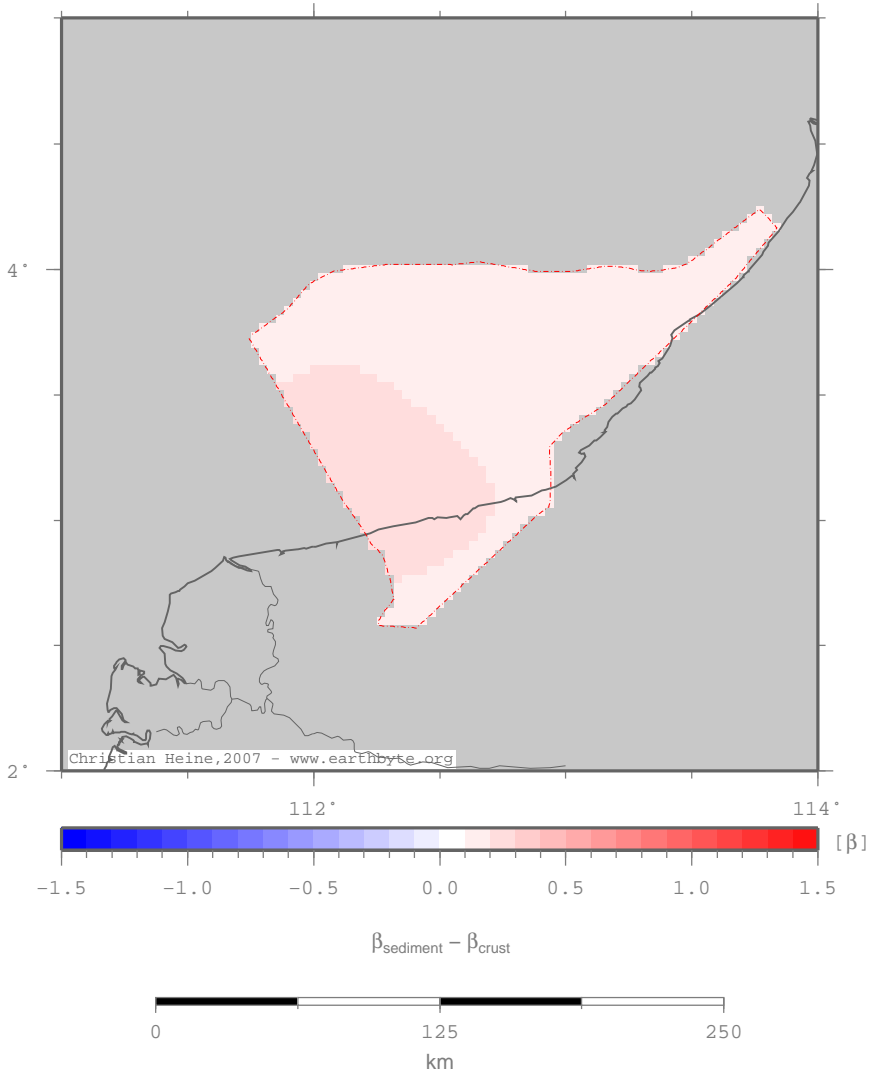 4°
2°
Christian Heine,2007 - www.earthbyte.org
112° 114°
[β]
-1.5 -1.0 -0.5 0.0 0.5 1.0 1.5
βsediment – βcrust
0 125 250
km